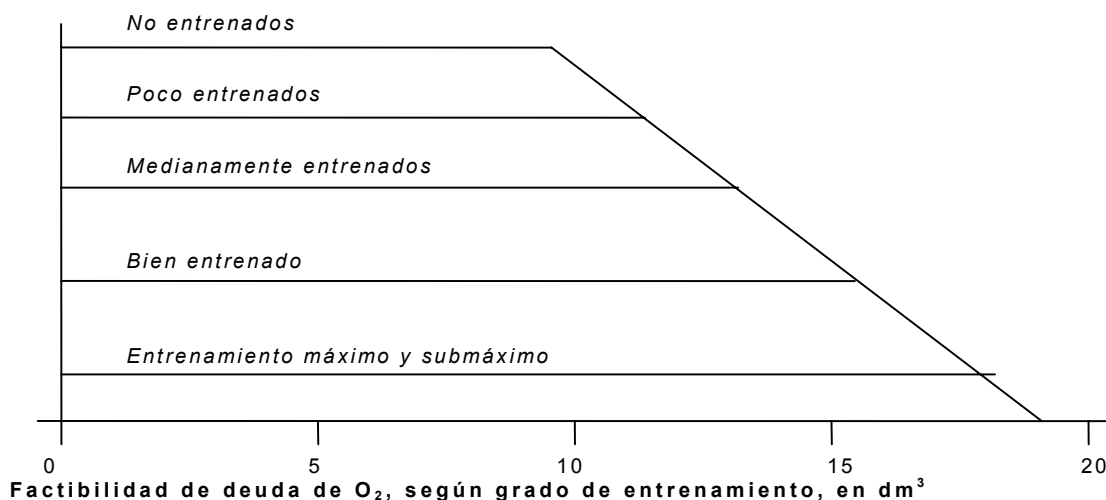 No entrenados
Poco entrenados
Medianamente entrenados
Bien entrenado
Entrenamiento máximo y submáximo
0 5 10 15 20
Factibilidad de deuda de O₂, según grado de entrenamiento, en dm³